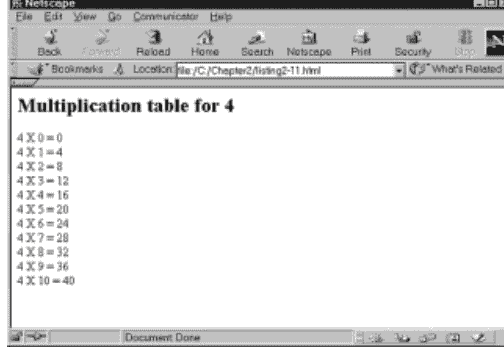 Netscape
File Edit View Go Communicator Help
Back Forward Reload Home Search Netscape Print Security Stop
Bookmarks Location: file:/C:/Chapter2/listing2-11.html What's Related
Multiplication table for 4
4 X 0 = 0
4 X 1 = 4
4 X 2 = 8
4 X 3 = 12
4 X 4 = 16
4 X 5 = 20
4 X 6 = 24
4 X 7 = 28
4 X 8 = 32
4 X 9 = 36
4 X 10 = 40
Document Done